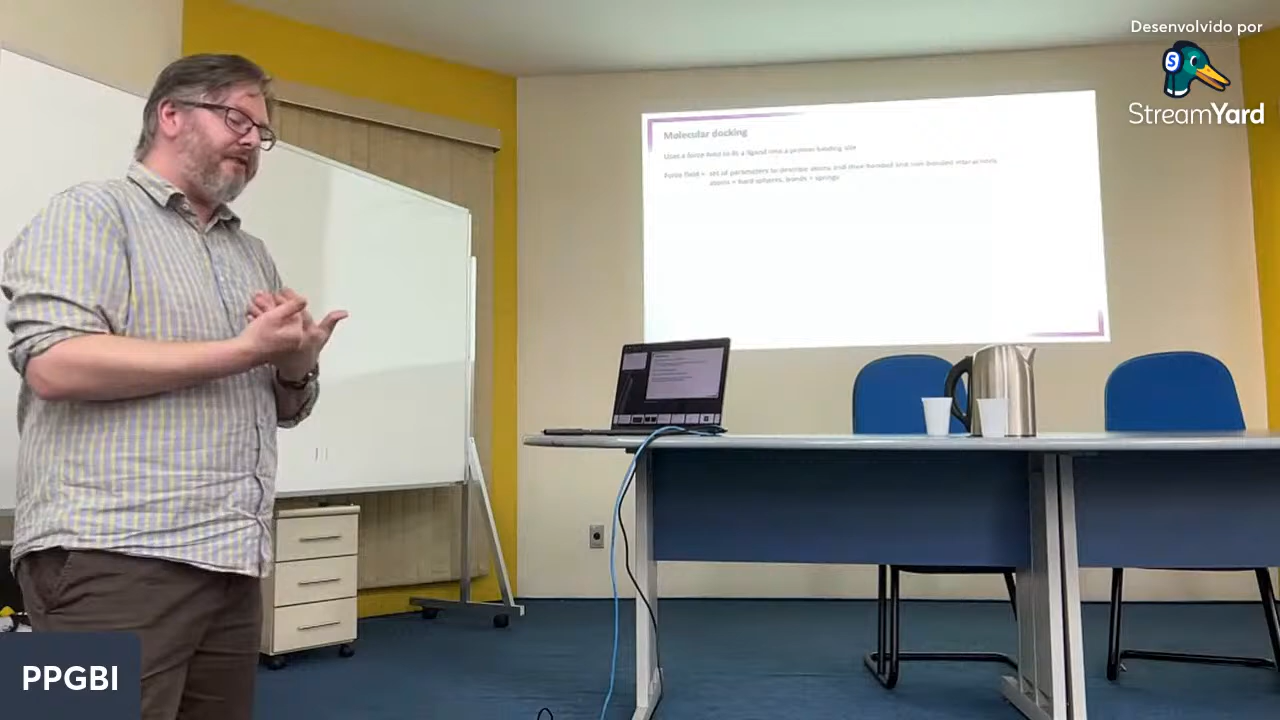 Desenvolvido por
S
StreamYard
Molecular docking
Uses a force field to fit a ligand into a protein binding site
Force field = set of parameters to describe atoms and their bonded and non-bonded interactions
atoms = hard spheres, bonds = springs
PPGBI